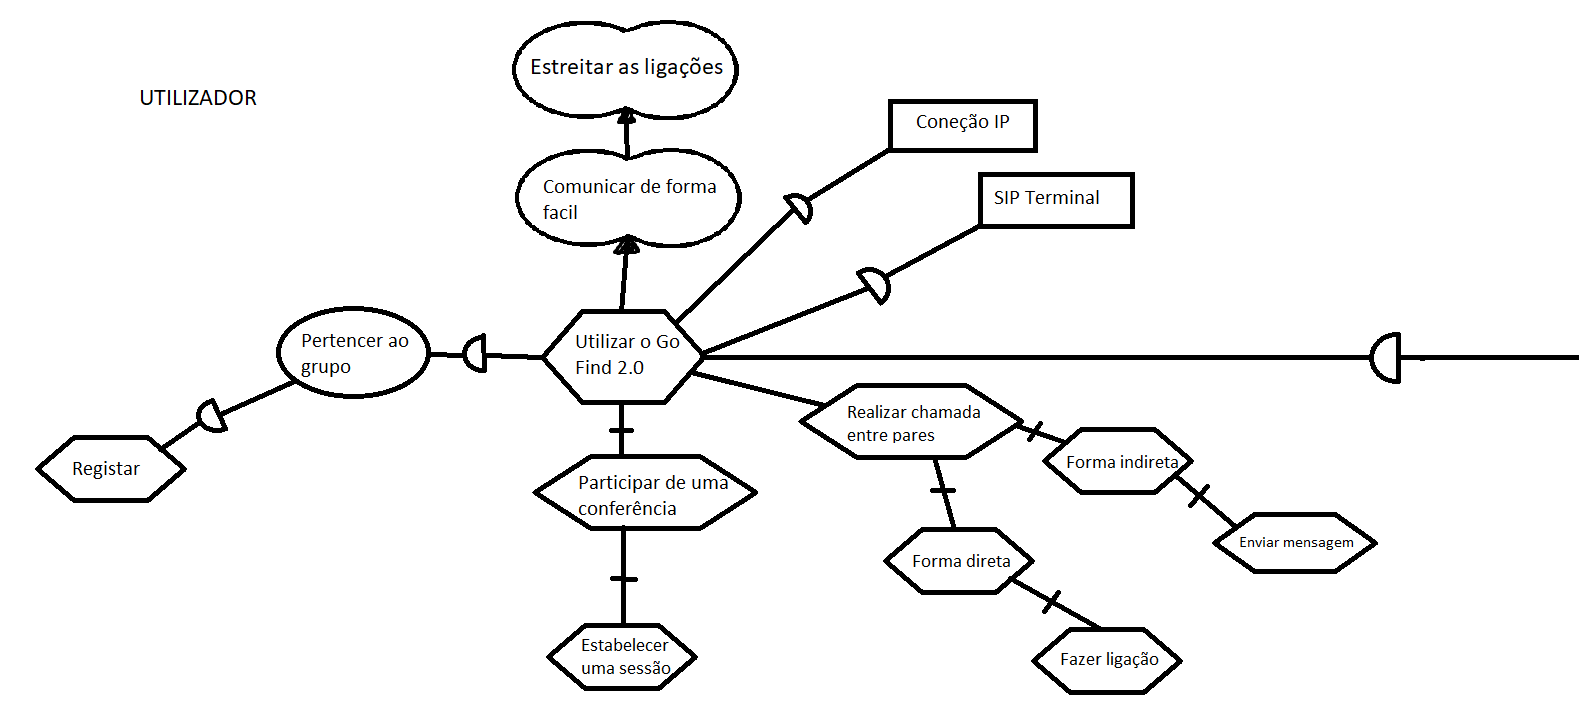 Estreitar as ligações
UTILIZADOR
Coneção IP
Comunicar de forma
facil
SIP Terminal
Pertencer ao
grupo
Utilizar o Go
Find 2.0
Realizar chamada
entre pares
Registar
Forma indireta
Participar de uma
conferência
Enviar mensagem
Forma direta
Estabelecer
uma sessão
Fazer ligação